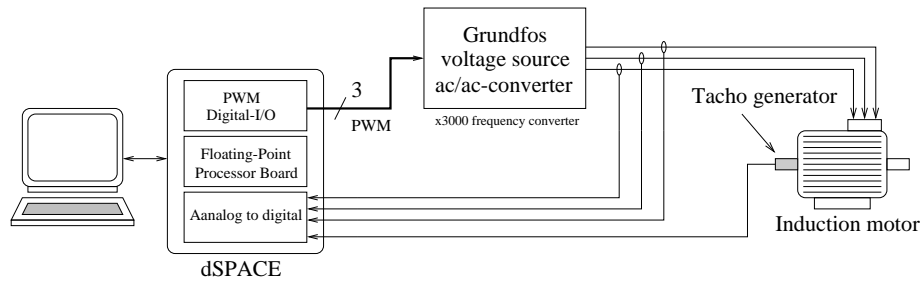 Grundfos
voltage source
ac/ac-converter
x3000 frequency converter
3
PWM
PWM
Digital-I/O
Floating-Point
Processor Board
Aanalog to digital
dSPACE
Tacho generator
Induction motor